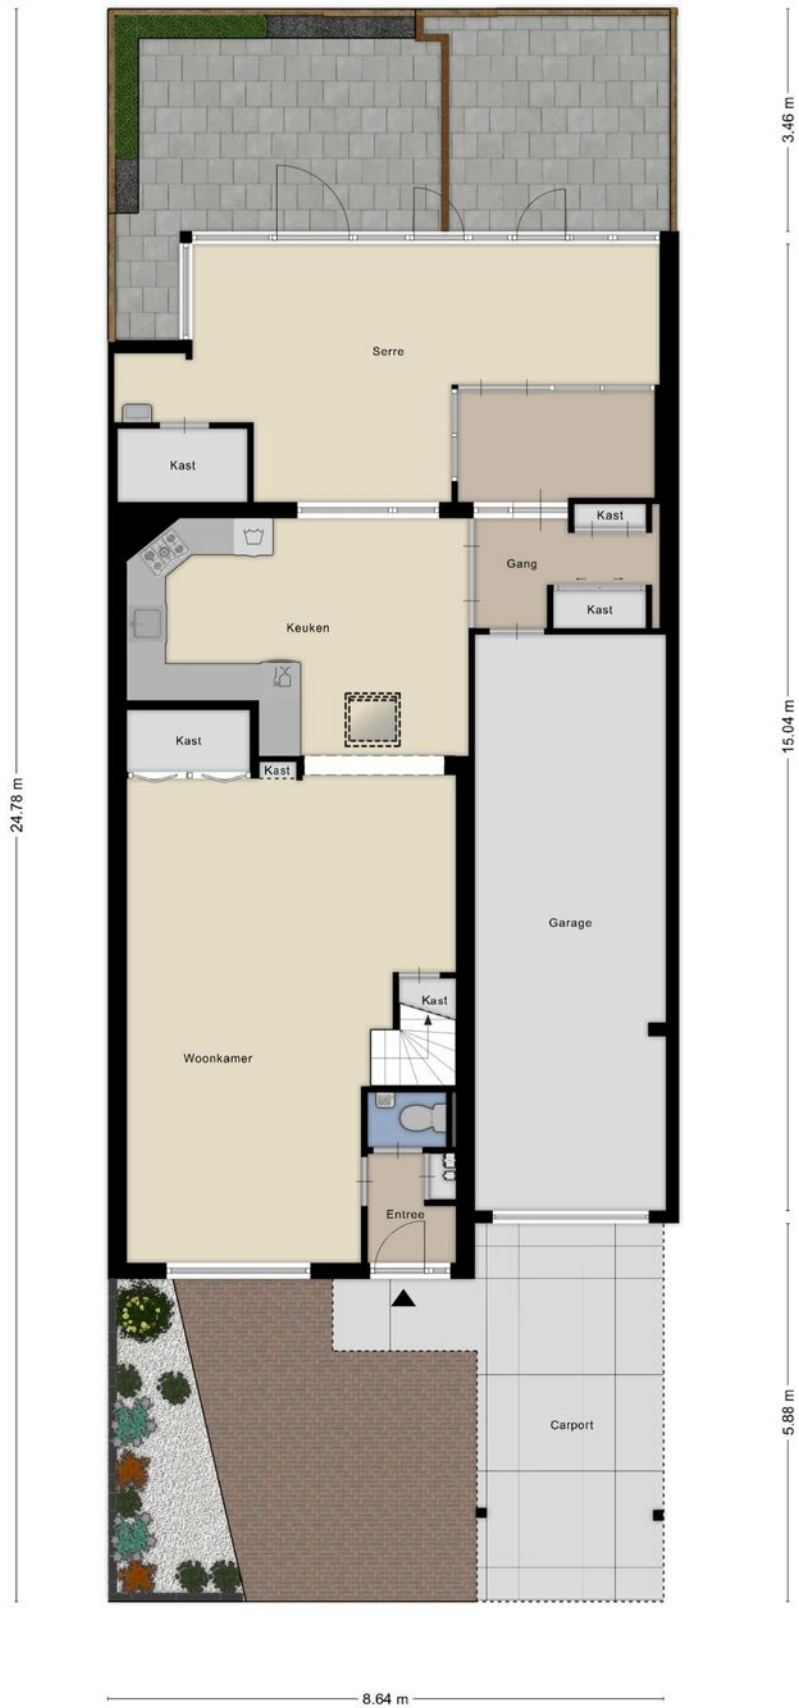 3.46 m
Serre
Kast
Kast
Gang
Kast
Keuken
15.04 m
Kast
Kast
24.78 m
Garage
Kast
Woonkamer
Entree
5.88 m
Carport
8.64 m